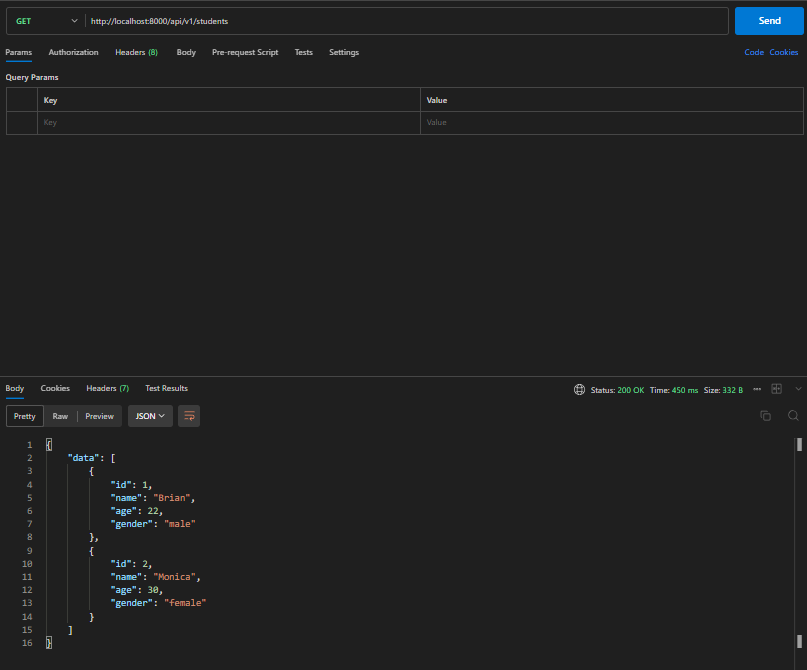 GET http://localhost:8000/api/v1/students Send
Params Authorization Headers (8) Body Pre-request Script Tests Settings Code Cookies
Query Params
Key Value
Key Value
Body Cookies Headers (7) Test Results Status: 200 OK Time: 450 ms Size: 332 B
Pretty Raw Preview JSON
1 {
2 "data": [
3 {
4 "id": 1,
5 "name": "Brian",
6 "age": 22,
7 "gender": "male"
8 },
9 {
10 "id": 2,
11 "name": "Monica",
12 "age": 30,
13 "gender": "female"
14 }
15 ]
16 }